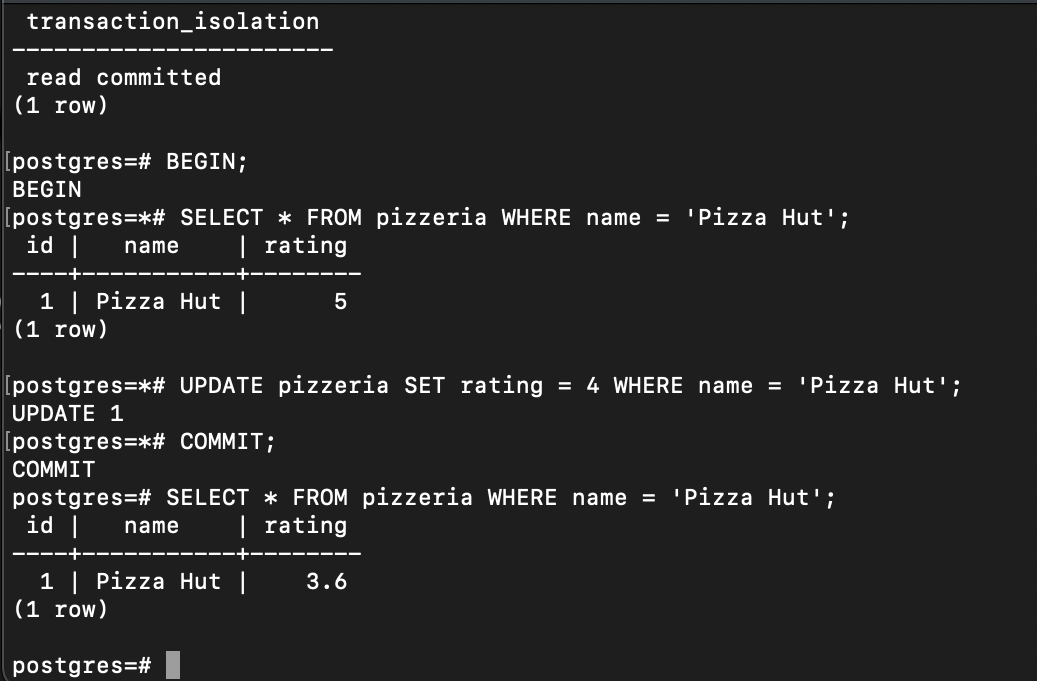 transaction_isolation
-----------------------
read committed
(1 row)
[postgres=# BEGIN;
BEGIN
[postgres=*# SELECT * FROM pizzeria WHERE name = 'Pizza Hut';
id |   name    | rating
----+-----------+--------
1 | Pizza Hut |      5
(1 row)
[postgres=*# UPDATE pizzeria SET rating = 4 WHERE name = 'Pizza Hut';
UPDATE 1
[postgres=*# COMMIT;
COMMIT
postgres=# SELECT * FROM pizzeria WHERE name = 'Pizza Hut';
id |   name    | rating
----+-----------+--------
1 | Pizza Hut |    3.6
(1 row)
postgres=#